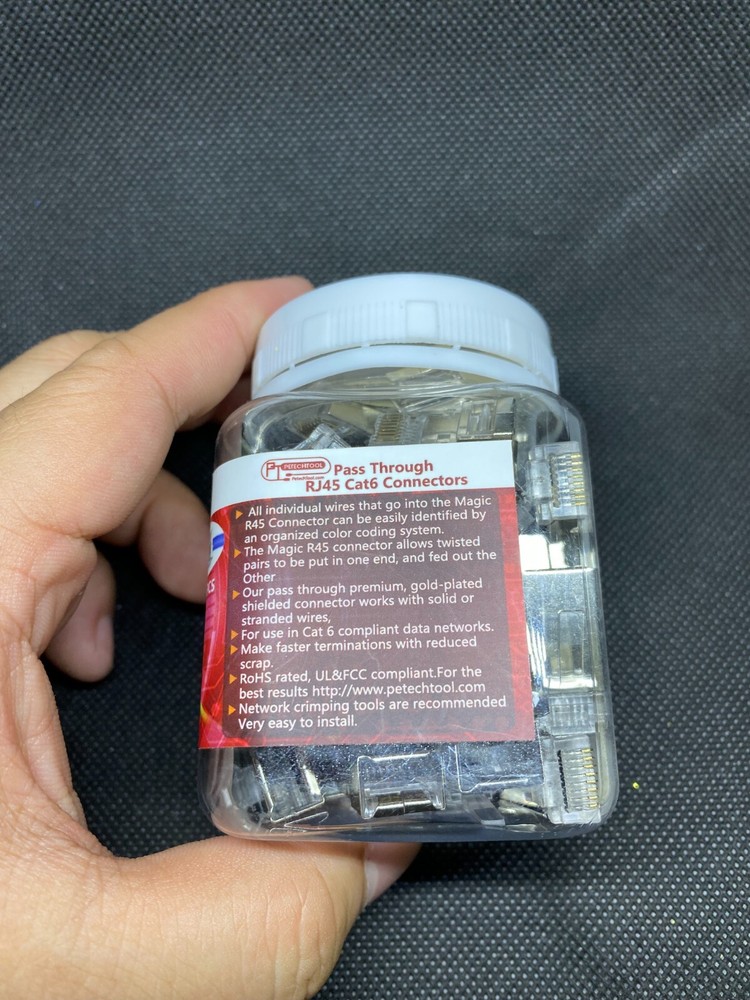 PT PETECHTOOL
Petechtool.com
Pass Through
RJ45 Cat6 Connectors
All individual wires that go into the Magic
R45 Connector can be easily identified by
an organized color coding system.
The Magic R45 connector allows twisted
pairs to be put in one end, and fed out the
Other
Our pass through premium, gold-plated
shielded connector works with solid or
stranded wires,
For use in Cat 6 compliant data networks.
Make faster terminations with reduced
scrap.
RoHS rated, UL&FCC compliant.For the
best results http://www.petechtool.com
Network crimping tools are recommended
Very easy to install.